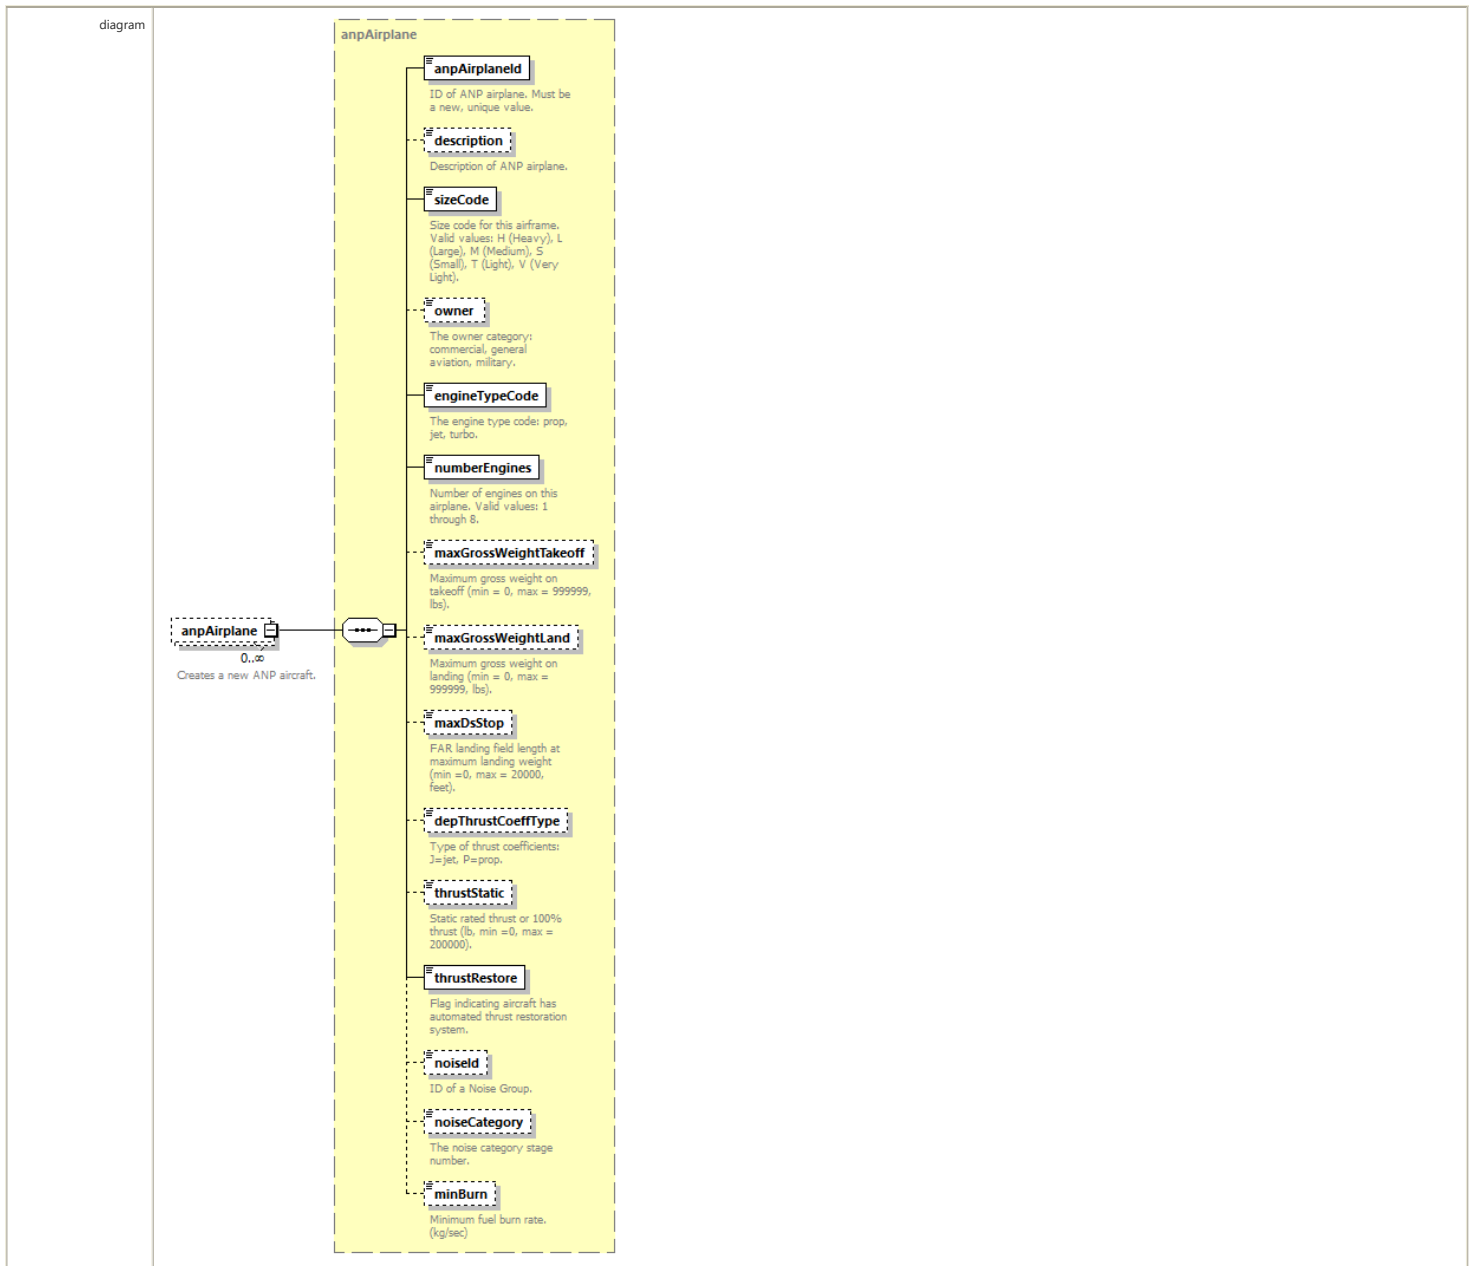 diagram
anpAirplane
anpAirplaneId
ID of ANP airplane. Must be
a new, unique value.
description
Description of ANP airplane.
sizeCode
Size code for this airframe.
Valid values: H (Heavy), L
(Large), M (Medium), S
(Small), T (Light), V (Very
Light).
owner
The owner category:
commercial, general
aviation, military.
engineTypeCode
The engine type code: prop,
jet, turbo.
numberEngines
Number of engines on this
airplane. Valid values: 1
through 8.
maxGrossWeightTakeoff
Maximum gross weight on
takeoff (min = 0, max = 999999,
lbs).
anpAirplane
0..∞
Creates a new ANP aircraft.
maxGrossWeightLand
Maximum gross weight on
landing (min = 0, max =
999999, lbs).
maxDsStop
FAR landing field length at
maximum landing weight
(min =0, max = 20000,
feet).
depThrustCoeffType
Type of thrust coefficients:
J=jet, P=prop.
thrustStatic
Static rated thrust or 100%
thrust (lb, min =0, max =
200000).
thrustRestore
Flag indicating aircraft has
automated thrust restoration
system.
noiseId
ID of a Noise Group.
noiseCategory
The noise category stage
number.
minBurn
Minimum fuel burn rate.
(kg/sec)